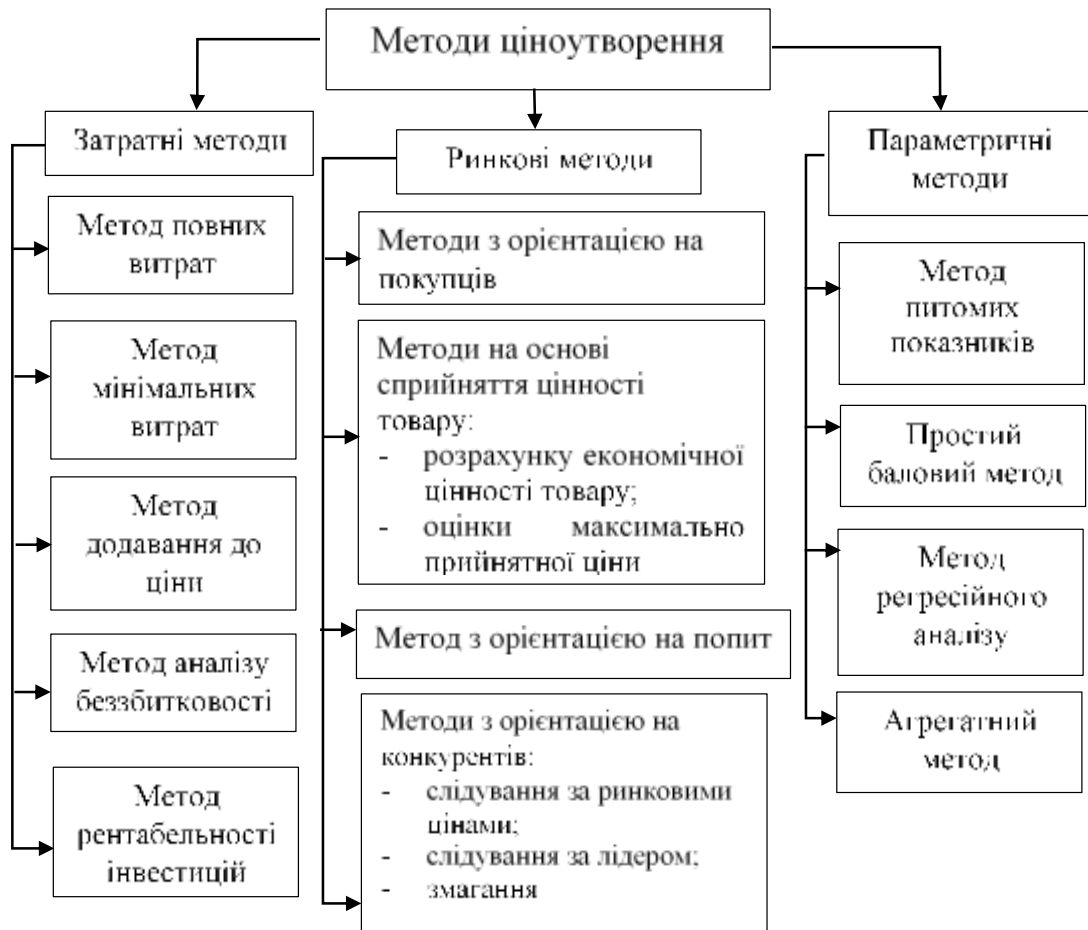 Методи ціноутворення
Затратні методи
Метод повних
витрат
Метод
мінімальних
витрат
Метод
додавання до
ціни
Метод аналізу
беззбитковості
Метод
рентабельності
інвестицій
Ринкові методи
Методи з орієнтацією на
покупців
Методи на основі
сприйняття цінності
товару:
- розрахунку економічної
цінності товару;
- оцінки максимально
прийнятної ціни
Метод з орієнтацією на попит
Методи з орієнтацією на
конкурентів:
- слідування за ринковими
цінами;
- слідування за лідером;
- змагання
Параметричні
методи
Метод
питомих
показників
Простий
баловий метод
Метод
регресійного
аналізу
Агрегатний
метод